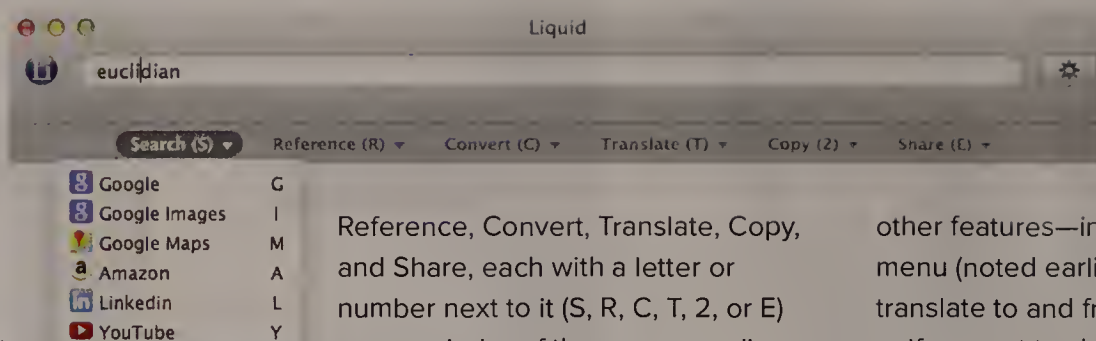 Liquid
euclidian
Search (S) Reference (R) Convert (C) Translate (T) Copy (2) Share (E)
Google G
Google Images I
Google Maps M
Amazon A
Linkedin L
YouTube Y
Reference, Convert, Translate, Copy,
and Share, each with a letter or
number next to it (S, R, C, T, 2, or E)
other features—in
menu (noted earli
translate to and fr